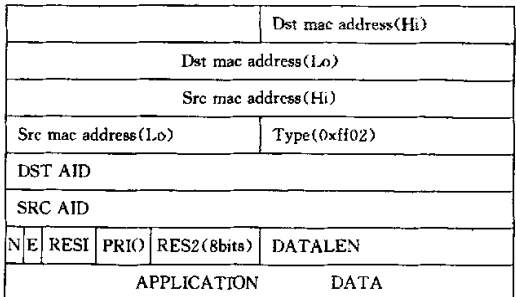 Dst mac address(Hi)
Dst mac address(Lo)
Src mac address(Hi)
Src mac address(Lo) Type(0xff02)
DST AID
SRC AID
N E RESI PRIO RES2(8bits) DATALEN
APPLICATION DATA